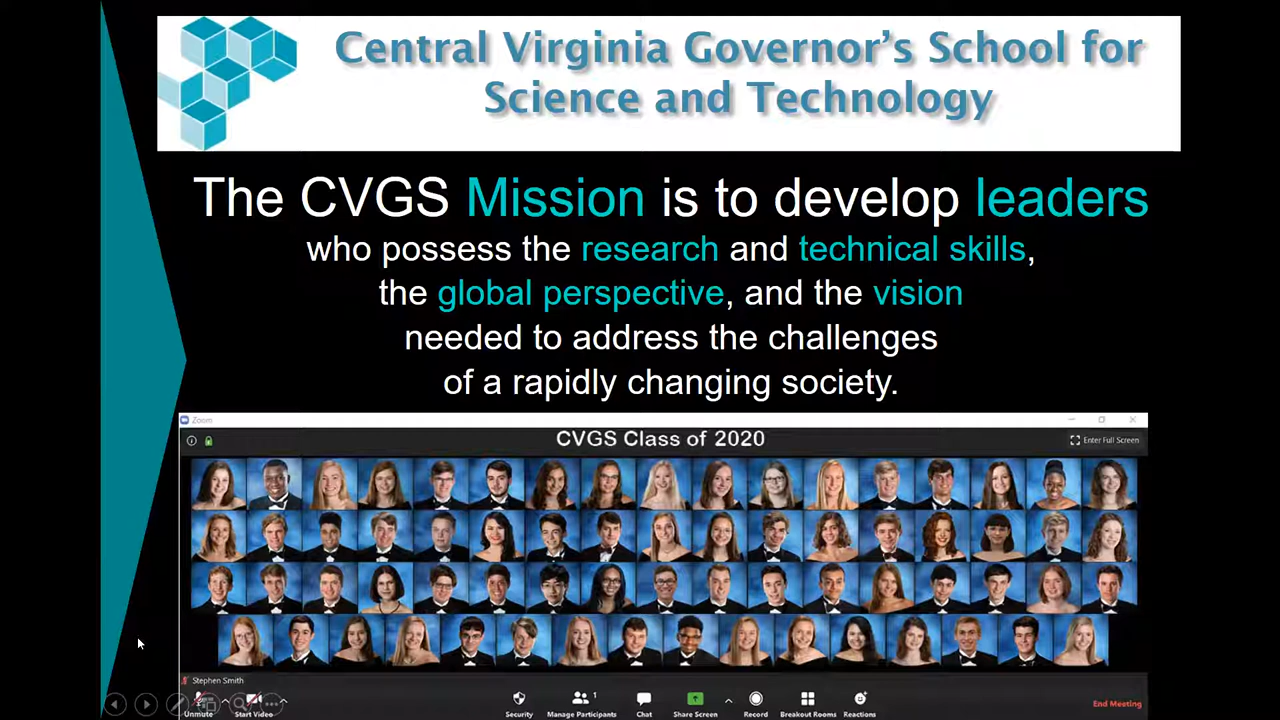 Central Virginia Governor’s School for
Science and Technology
The CVGS Mission is to develop leaders
who possess the research and technical skills,
the global perspective, and the vision
needed to address the challenges
of a rapidly changing society.
Zoom
CVGS Class of 2020
Enter Full Screen
Stephen Smith
Unmute
Start Video
Security
Manage Participants
1
Chat
Share Screen
Record
Breakout Rooms
Reactions
End Meeting